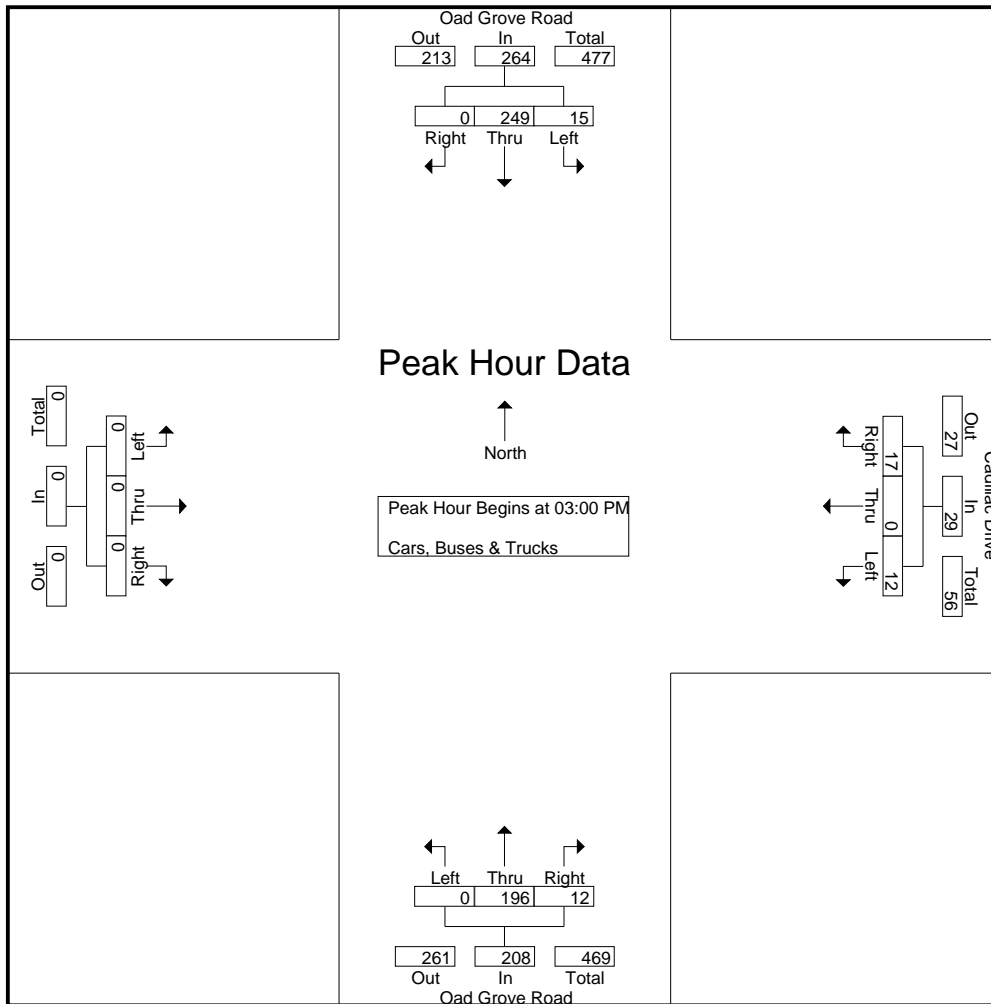 Oad Grove Road
Out In Total
213 264 477
0 249 15
Right Thru Left
Peak Hour Data
North
Peak Hour Begins at 03:00 PM
Cars, Buses & Trucks
Total In Out
0 0 0
0 0 0
Left Thru Right
Cadillac Drive
Out In Total
27 29 56
17 0 12
Right Thru Left
Left Thru Right
0 196 12
261 208 469
Out In Total
Oad Grove Road